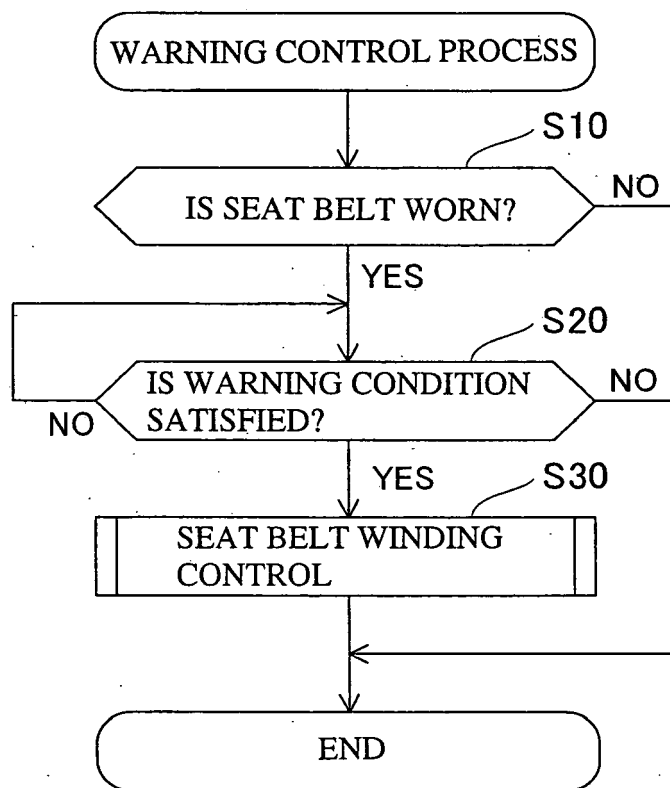 WARNING CONTROL PROCESS
S10
IS SEAT BELT WORN?
NO
YES
S20
IS WARNING CONDITION
SATISFIED?
NO
NO
YES
S30
SEAT BELT WINDING
CONTROL
END